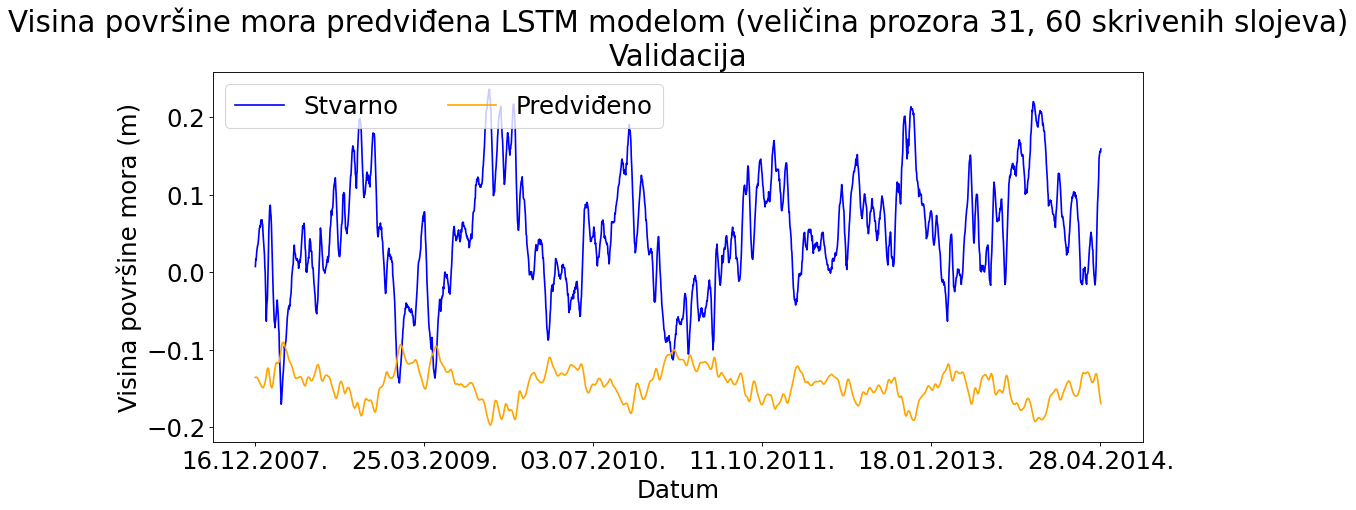 Visina površine mora predviđena LSTM modelom (veličina prozora 31, 60 skrivenih slojeva)
Validacija
Stvarno
Predviđeno
Visina površine mora (m)
0.2
0.1
0.0
−0.1
−0.2
16.12.2007.
25.03.2009.
03.07.2010.
11.10.2011.
18.01.2013.
28.04.2014.
Datum